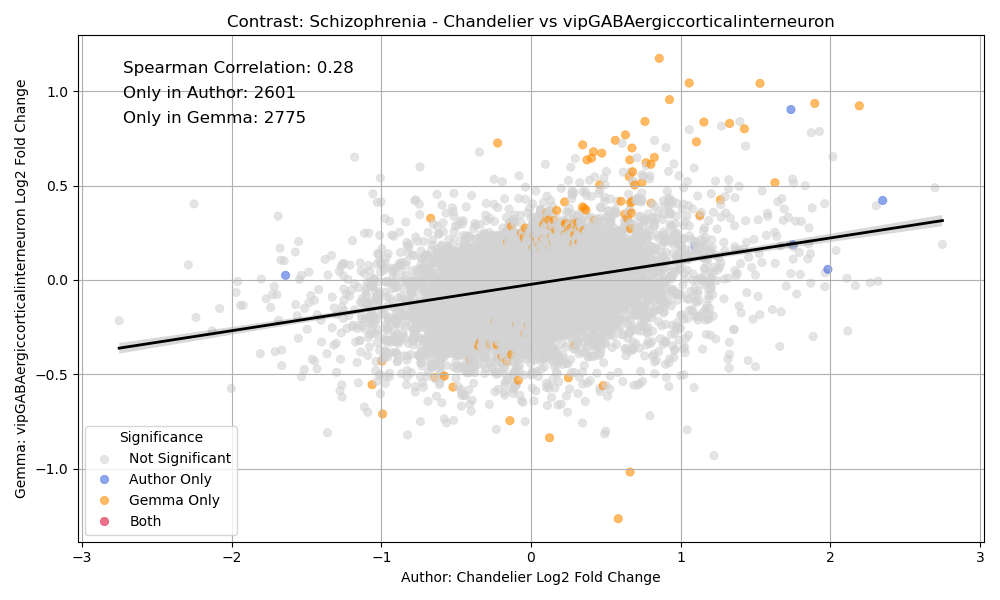 Contrast: Schizophrenia - Chandelier vs vipGABAergiccorticalinterneuron
Spearman Correlation: 0.28
Only in Author: 2601
Only in Gemma: 2775
Gemma: vipGABAergiccorticalinterneuron Log2 Fold Change
1.0
0.5
0.0
−0.5
−1.0
Significance
Not Significant
Author Only
Gemma Only
Both
−3
−2
−1
0
1
2
3
Author: Chandelier Log2 Fold Change